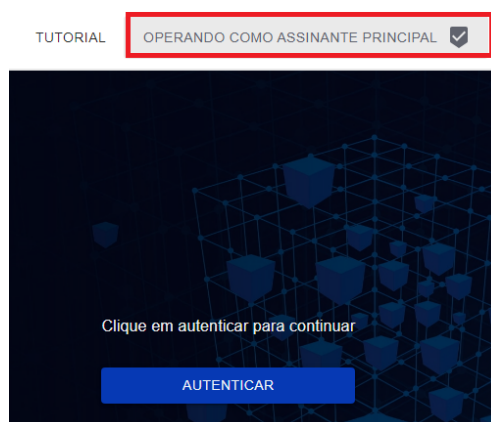 TUTORIAL OPERANDO COMO ASSINANTE PRINCIPAL
Clique em autenticar para continuar
AUTENTICAR